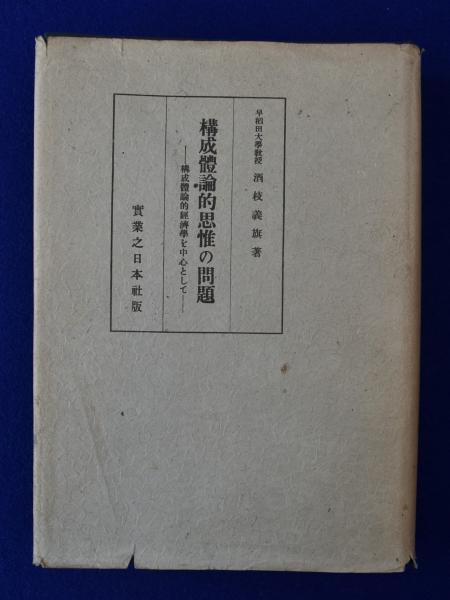 早稻田大學敎授 酒枝義旗著
構成體論的思惟の問題
——構成體論的經濟學を中心として——
實業之日本社版